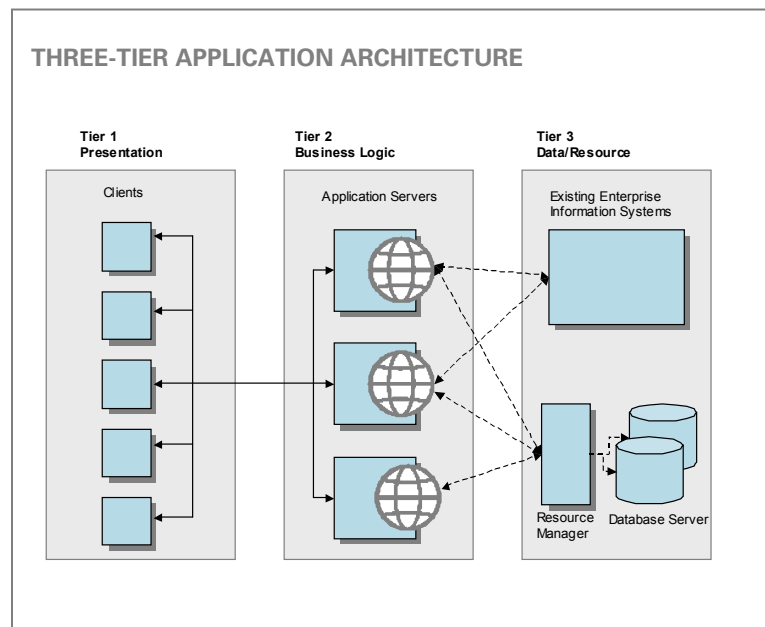 THREE-TIER APPLICATION ARCHITECTURE
Tier 1
Presentation
Clients
Tier 2
Business Logic
Application Servers
Tier 3
Data/Resource
Existing Enterprise
Information Systems
Resource
Manager
Database Server